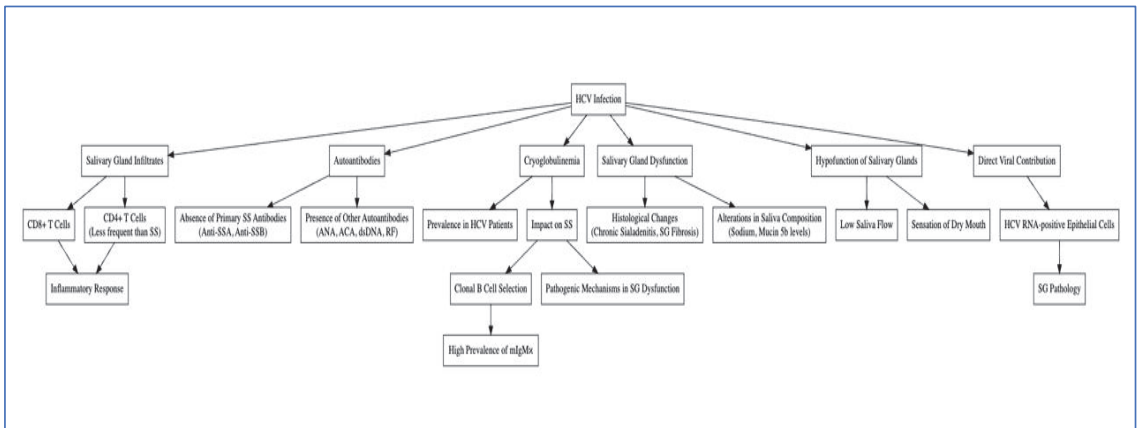 HCV Infection
Salivary Gland Infiltrates
Autoantibodies
Cryoglobulinemia
Salivary Gland Dysfunction
Hypofunction of Salivary Glands
Direct Viral Contribution
CD8+ T Cells
CD4+ T Cells
(Less frequent than SS)
Absence of Primary SS Antibodies
(Anti-SSA, Anti-SSB)
Presence of Other Autoantibodies
(ANA, ACA, dsDNA, RF)
Prevalence in HCV Patients
Impact on SS
Histological Changes
(Chronic Sialadenitis, SG Fibrosis)
Alterations in Saliva Composition
(Sodium, Mucin 5b levels)
Low Saliva Flow
Sensation of Dry Mouth
HCV RNA-positive Epithelial Cells
Inflammatory Response
Clonal B Cell Selection
Pathogenic Mechanisms in SG Dysfunction
SG Pathology
High Prevalence of mIgMκ